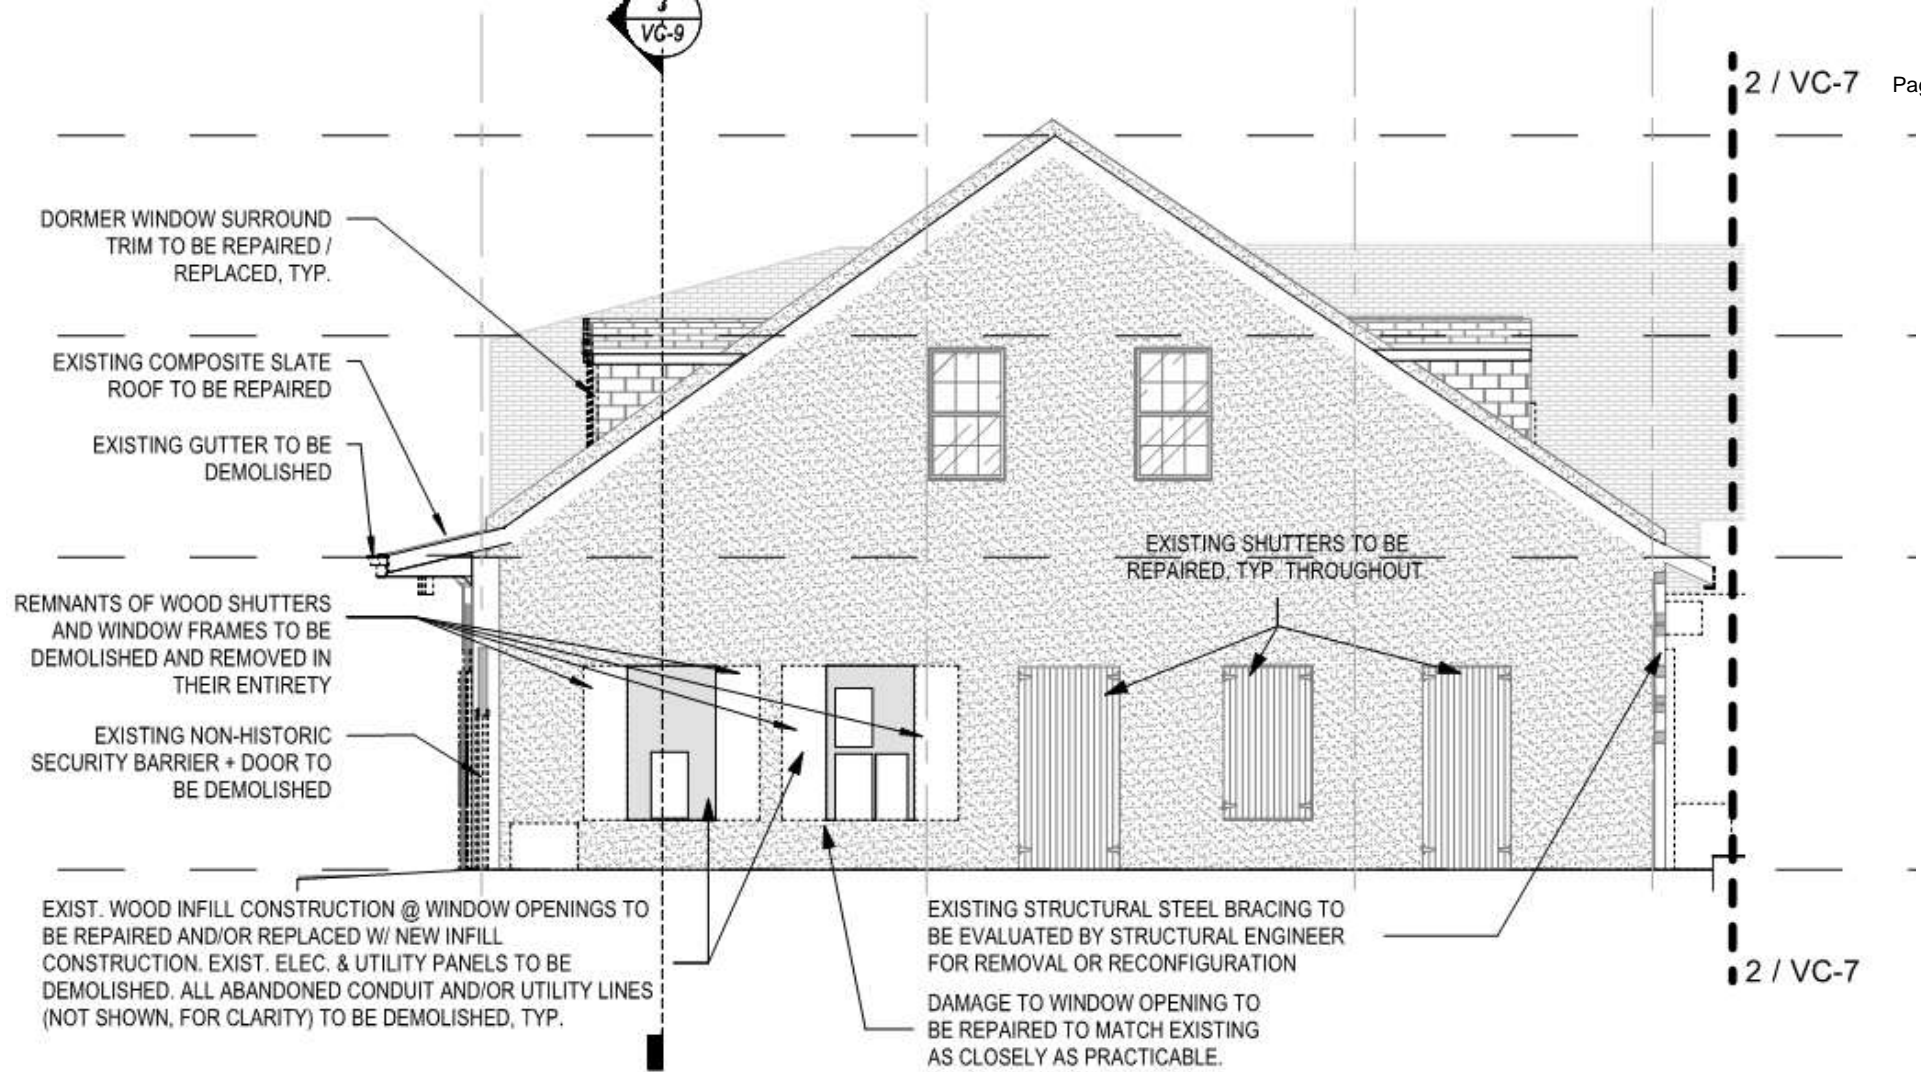 3
VC-9
2 / VC-7
DORMER WINDOW SURROUND
TRIM TO BE REPAIRED /
REPLACED, TYP.
EXISTING COMPOSITE SLATE
ROOF TO BE REPAIRED
EXISTING GUTTER TO BE
DEMOLISHED
EXISTING SHUTTERS TO BE
REPAIRED, TYP. THROUGHOUT
REMNANTS OF WOOD SHUTTERS
AND WINDOW FRAMES TO BE
DEMOLISHED AND REMOVED IN
THEIR ENTIRETY
EXISTING NON-HISTORIC
SECURITY BARRIER + DOOR TO
BE DEMOLISHED
EXIST. WOOD INFILL CONSTRUCTION @ WINDOW OPENINGS TO
BE REPAIRED AND/OR REPLACED W/ NEW INFILL
CONSTRUCTION. EXIST. ELEC. & UTILITY PANELS TO BE
DEMOLISHED. ALL ABANDONED CONDUIT AND/OR UTILITY LINES
(NOT SHOWN, FOR CLARITY) TO BE DEMOLISHED, TYP.
EXISTING STRUCTURAL STEEL BRACING TO
BE EVALUATED BY STRUCTURAL ENGINEER
FOR REMOVAL OR RECONFIGURATION
DAMAGE TO WINDOW OPENING TO
BE REPAIRED TO MATCH EXISTING
AS CLOSELY AS PRACTICABLE.
2 / VC-7